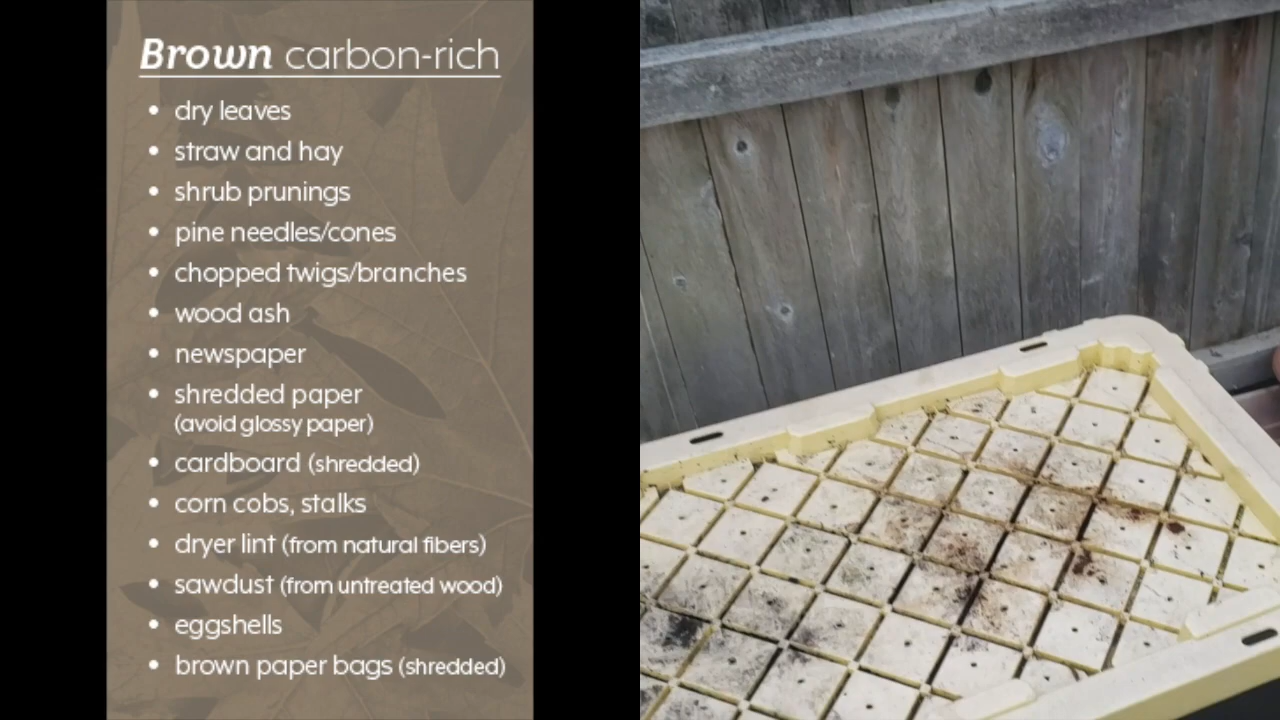 Brown carbon-rich
• dry leaves
• straw and hay
• shrub prunings
• pine needles/cones
• chopped twigs/branches
• wood ash
• newspaper
• shredded paper
(avoid glossy paper)
• cardboard (shredded)
• corn cobs, stalks
• dryer lint (from natural fibers)
• sawdust (from untreated wood)
• eggshells
• brown paper bags (shredded)